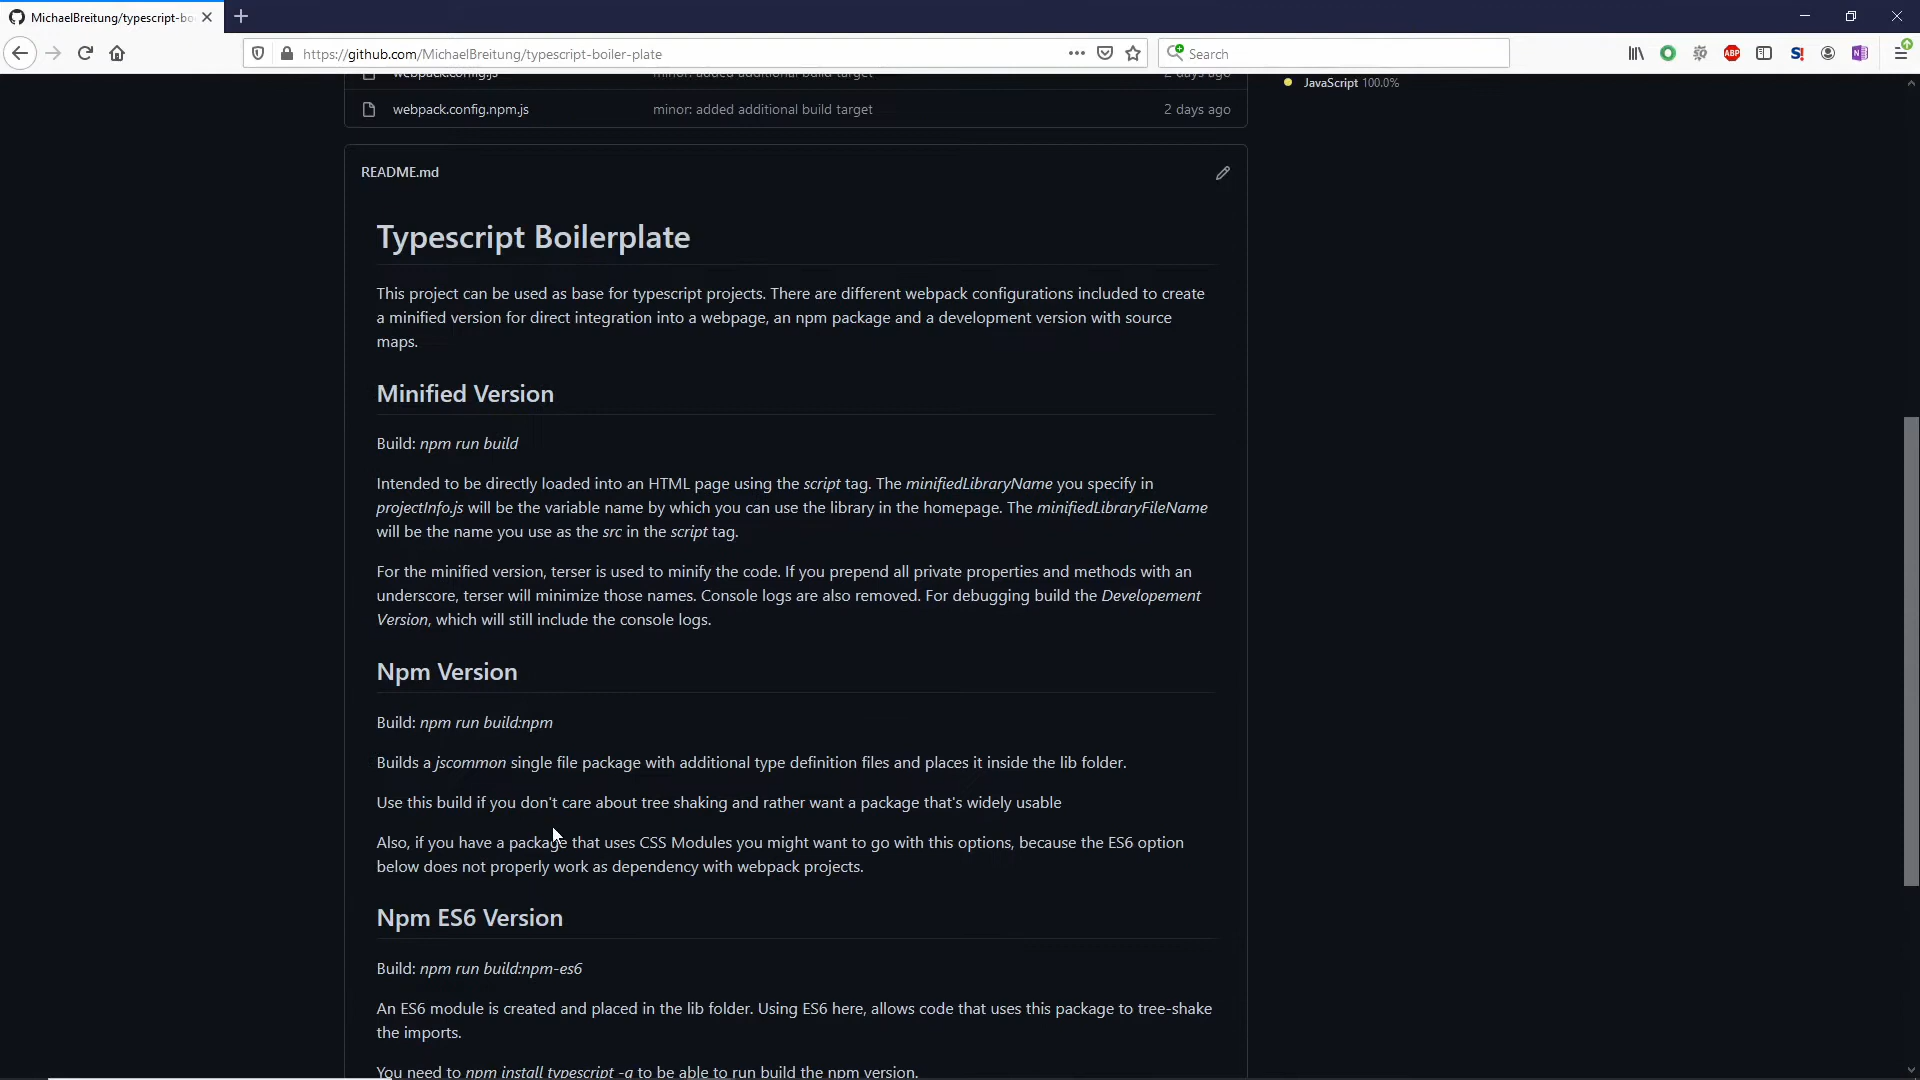 MichaelBreitung/typescript-bo
https://github.com/MichaelBreitung/typescript-boiler-plate
Search
ABP
S!
N
webpack.config.js minor: added additional build target 2 days ago
JavaScript 100.0%
webpack.config.npm.js minor: added additional build target 2 days ago
README.md
Typescript Boilerplate
This project can be used as base for typescript projects. There are different webpack configurations included to create
a minified version for direct integration into a webpage, an npm package and a development version with source
maps.
Minified Version
Build: npm run build
Intended to be directly loaded into an HTML page using the script tag. The minifiedLibraryName you specify in
projectInfo.js will be the variable name by which you can use the library in the homepage. The minifiedLibraryFileName
will be the name you use as the src in the script tag.
For the minified version, terser is used to minify the code. If you prepend all private properties and methods with an
underscore, terser will minimize those names. Console logs are also removed. For debugging build the Developement
Version, which will still include the console logs.
Npm Version
Build: npm run build:npm
Builds a jscommon single file package with additional type definition files and places it inside the lib folder.
Use this build if you don't care about tree shaking and rather want a package that's widely usable
Also, if you have a package that uses CSS Modules you might want to go with this options, because the ES6 option
below does not properly work as dependency with webpack projects.
Npm ES6 Version
Build: npm run build:npm-es6
An ES6 module is created and placed in the lib folder. Using ES6 here, allows code that uses this package to tree-shake
the imports.
You need to npm install typescript -g to be able to run build the npm version.